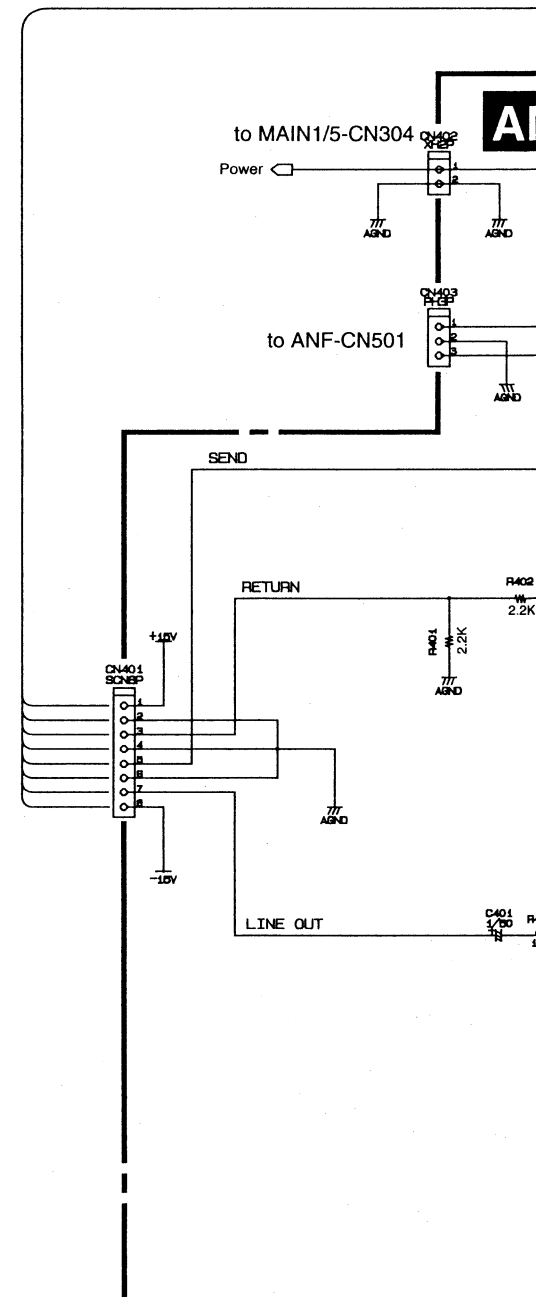 to MAIN1/5-CN304
CN402
XH2P
Power
1
2
AGND
AGND
CN403
PH3P
to ANF-CN501
1
2
3
AGND
SEND
RETURN
R402
2.2K
R401
2.2K
AGND
+15V
CN401
SCN8P
1
2
3
4
5
6
7
8
AGND
-15V
LINE OUT
C401
1/50